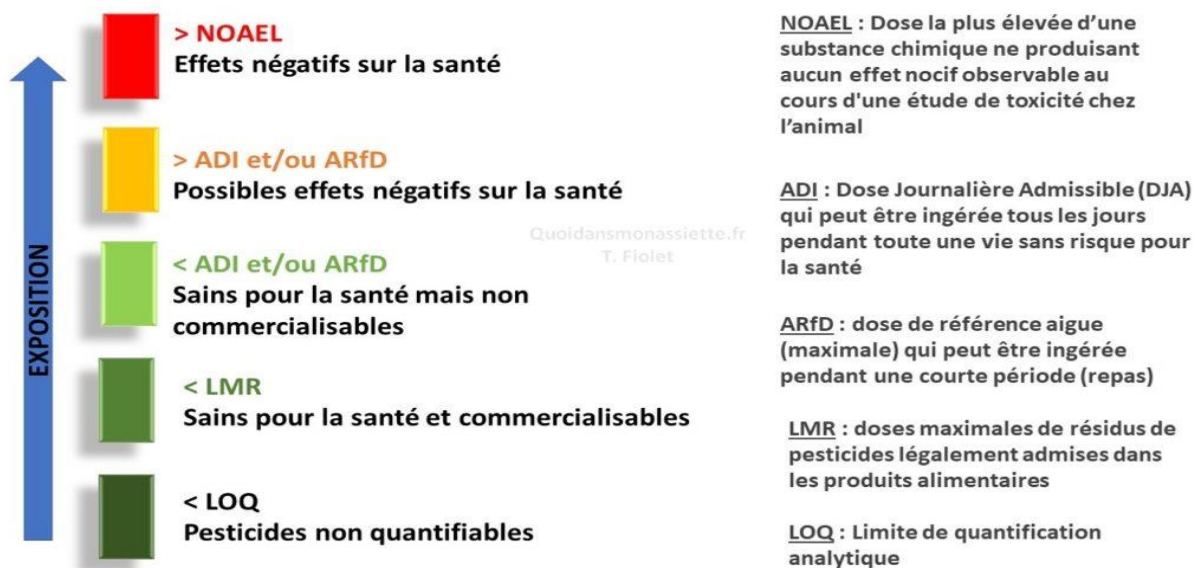 > NOAEL
Effets négatifs sur la santé
> ADI et/ou ARfD
Possibles effets négatifs sur la santé
< ADI et/ou ARfD
Sains pour la santé mais non
commercialisables
< LMR
Sains pour la santé et commercialisables
< LOQ
Pesticides non quantifiables
EXPOSITION
Quoidansmonassiette.fr
T. Fiolet
NOAEL : Dose la plus élevée d’une
substance chimique ne produisant
aucun effet nocif observable au
cours d'une étude de toxicité chez
l’animal
ADI : Dose Journalière Admissible (DJA)
qui peut être ingérée tous les jours
pendant toute une vie sans risque pour
la santé
ARfD : dose de référence aigue
(maximale) qui peut être ingérée
pendant une courte période (repas)
LMR : doses maximales de résidus de
pesticides légalement admises dans
les produits alimentaires
LOQ : Limite de quantification
analytique